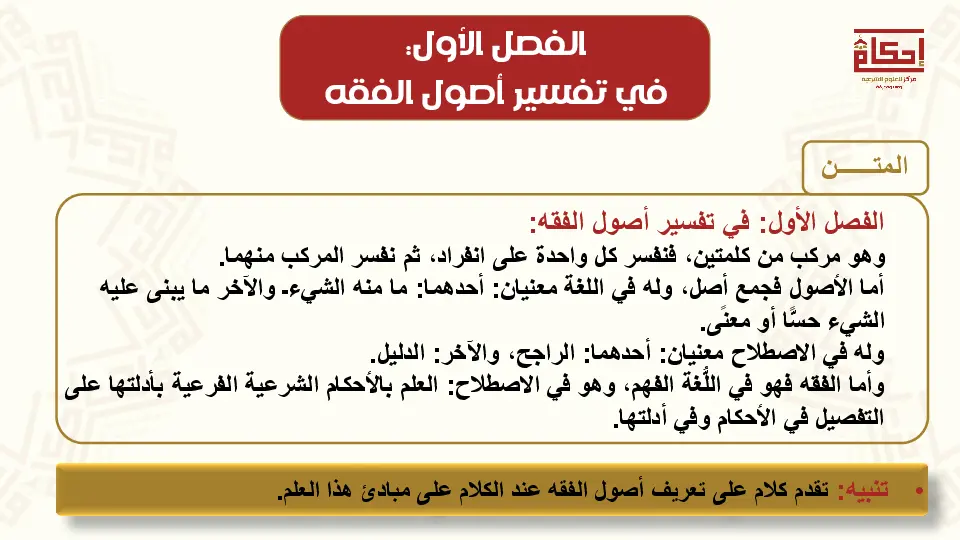 الفصل الأول:
في تفسير أصول الفقه
إحكام
مركز للعلوم الشرعية
المتـــــن
الفصل الأول: في تفسير أصول الفقه:
وهو مركب من كلمتين، فنفسر كل واحدة على انفراد، ثم نفسر المركب منهما.
أما الأصول فجمع أصل، وله في اللغة معنيان: أحدهما: ما منه الشيء، والآخر ما يبنى عليه
الشيء حسًّا أو معنًى.
وله في الاصطلاح معنيان: أحدهما: الراجح، والآخر: الدليل.
وأما الفقه فهو في اللُّغة الفهم، وهو في الاصطلاح: العلم بالأحكام الشرعية الفرعية بأدلتها على
التفصيل في الأحكام وفي أدلتها.
• تنبيه: تقدم كلام على تعريف أصول الفقه عند الكلام على مبادئ هذا العلم.